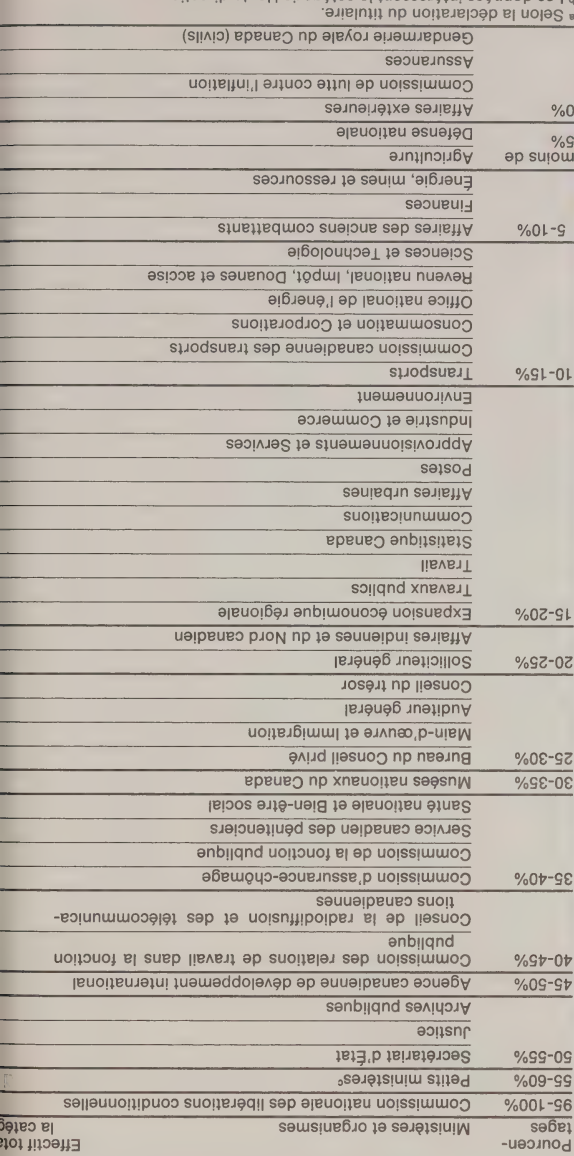 Pourcen-
tages Ministères et organismes Effectif
la
95-100% Commission nationale des libérations conditionnelles
55-60% Petits ministères
50-55% Secrétariat d'État
Justice
Archives publiques
45-50% Agence canadienne de développement international
40-45% Commission des relations de travail dans la fonction
publique
Conseil de la radiodiffusion et des télécommunica-
tions canadiennes
35-40% Commission d'assurance-chômage
Commission de la fonction publique
Service canadien des pénitenciers
Santé nationale et Bien-être social
30-35% Musées nationaux du Canada
25-30% Bureau du Conseil privé
Main-d'œuvre et Immigration
Auditeur général
Conseil du trésor
20-25% Solliciteur général
Affaires indiennes et du Nord canadien
15-20% Expansion économique régionale
Travaux publics
Travail
Statistique Canada
Communications
Affaires urbaines
Postes
Approvisionnements et Services
Industrie et Commerce
Environnement
10-15% Transports
Commission canadienne des transports
Consommation et Corporations
Office national de l'énergie
Revenu national, Impôt, Douanes et accise
Sciences et Technologie
5-10% Affaires des anciens combattants
Finances
Énergie, mines et ressources
moins de Agriculture
5% Défense nationale
0% Affaires extérieures
Commission de lutte contre l'inflation
Assurances
Gendarmerie royale du Canada (civils)
a Selon la déclaration du titulaire.